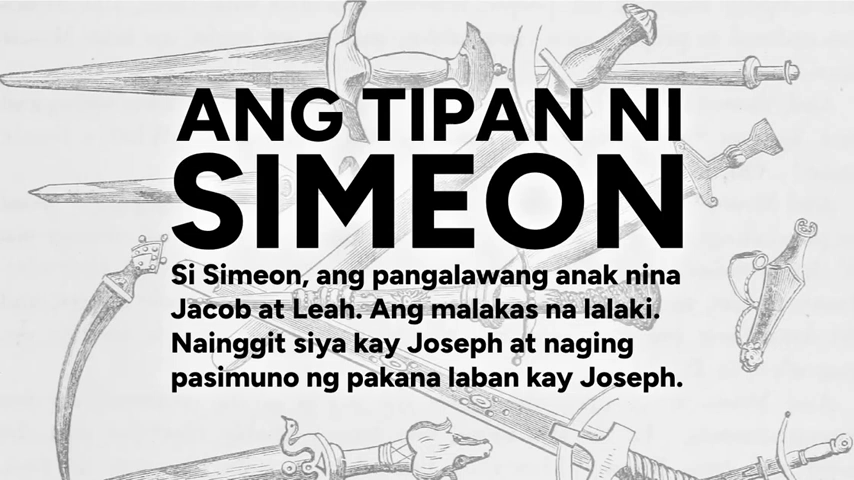 ANG TIPAN NI
SIMEON
Si Simeon, ang pangalawang anak nina
Jacob at Leah. Ang malakas na lalaki.
Nainggit siya kay Joseph at naging
pasimuno ng pakana laban kay Joseph.